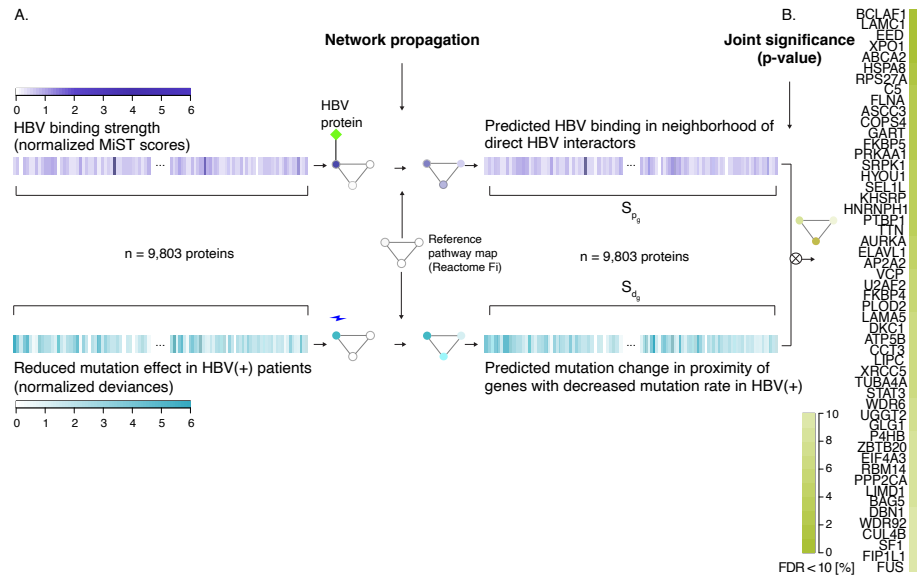 A.
Network propagation
B.
Joint significance
(p-value)
0 1 2 3 4 5 6
HBV binding strength
(normalized MiST scores)
HBV
protein
Predicted HBV binding in neighborhood of
direct HBV interactors
...
...
S_pg
n = 9,803 proteins
Reference
pathway map
(Reactome Fi)
n = 9,803 proteins
S_dg
...
...
Reduced mutation effect in HBV(+) patients
(normalized deviances)
0 1 2 3 4 5 6
Predicted mutation change in proximity of
genes with decreased mutation rate in HBV(+)
10
8
6
4
2
0
FDR < 10 [%]
BCLAF1
LAMC1
EED
XPO1
ABCA2
HSPA8
RPS27A
C5
FLNA
ASCC3
COPS4
GART
FKBP5
PRKAA1
SRPK1
HYOU1
SEL1L
KHSRP
HNRNPH1
PTBP1
TTN
AURKA
ELAVL1
AP2A2
VCP
U2AF2
FKBP4
PLOD2
LAMA5
DKC1
ATP5B
CCT3
LIPC
XRCC5
TUBA4A
STAT3
WDR6
UGGT2
GLG1
P4HB
ZBTB20
EIF4A3
RBM14
PPP2CA
LIMD1
BAG5
DBN1
WDR92
CUL4B
SF1
FIP1L1
FUS